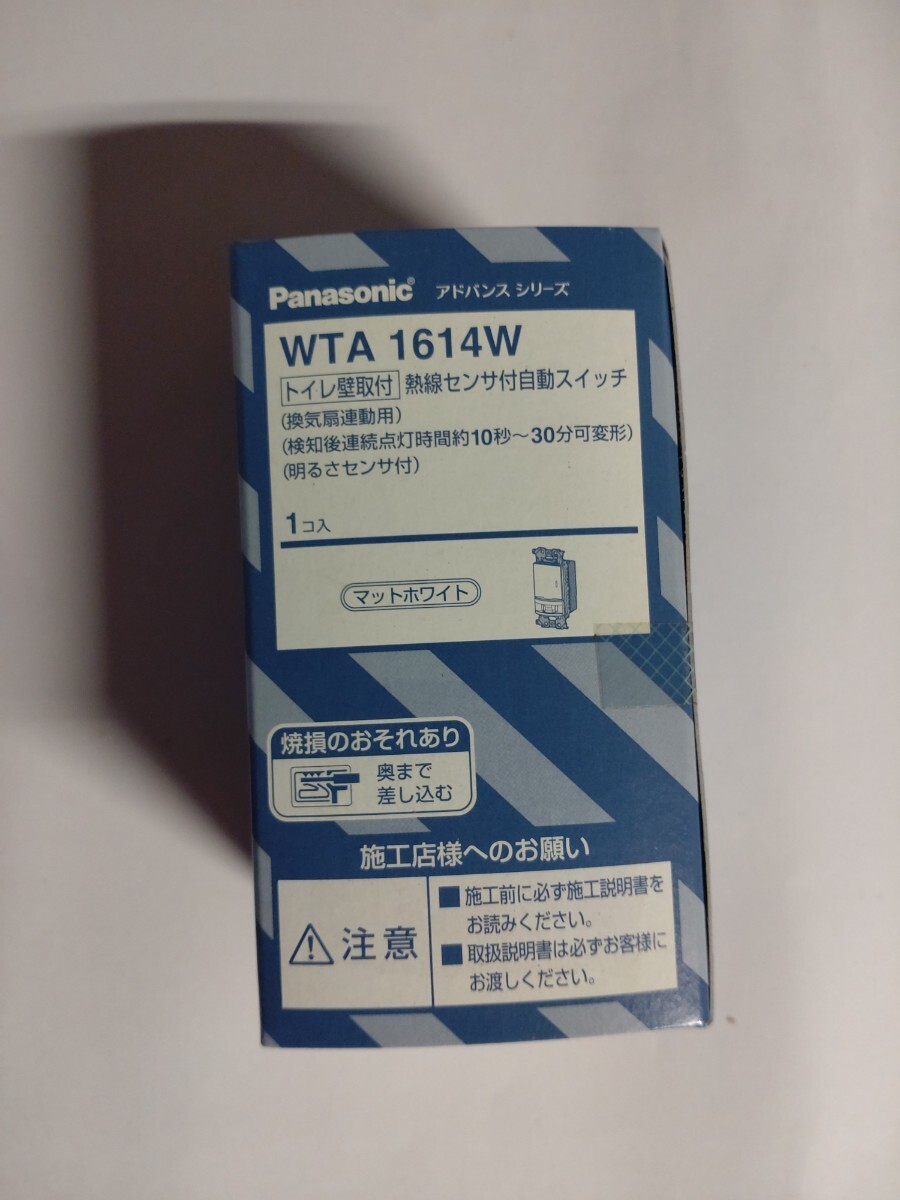 Panasonic® アドバンス シリーズ
WTA 1614W
トイレ壁取付 熱線センサ付自動スイッチ
(換気扇連動用)
(検知後連続点灯時間約10秒～30分可変形)
(明るさセンサ付)
1コ入
マットホワイト
焼損のおそれあり
奥まで
差し込む
施工店様へのお願い
注意
■施工前に必ず施工説明書を
お読みください。
■取扱説明書は必ずお客様に
お渡しください。